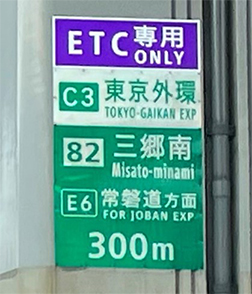 ETC専用
ONLY
C3 東京外環
TOKYO-GAIKAN EXP
82 三郷南
Misato-minami
E6 常磐道方面
FOR JOBAN EXP
300m